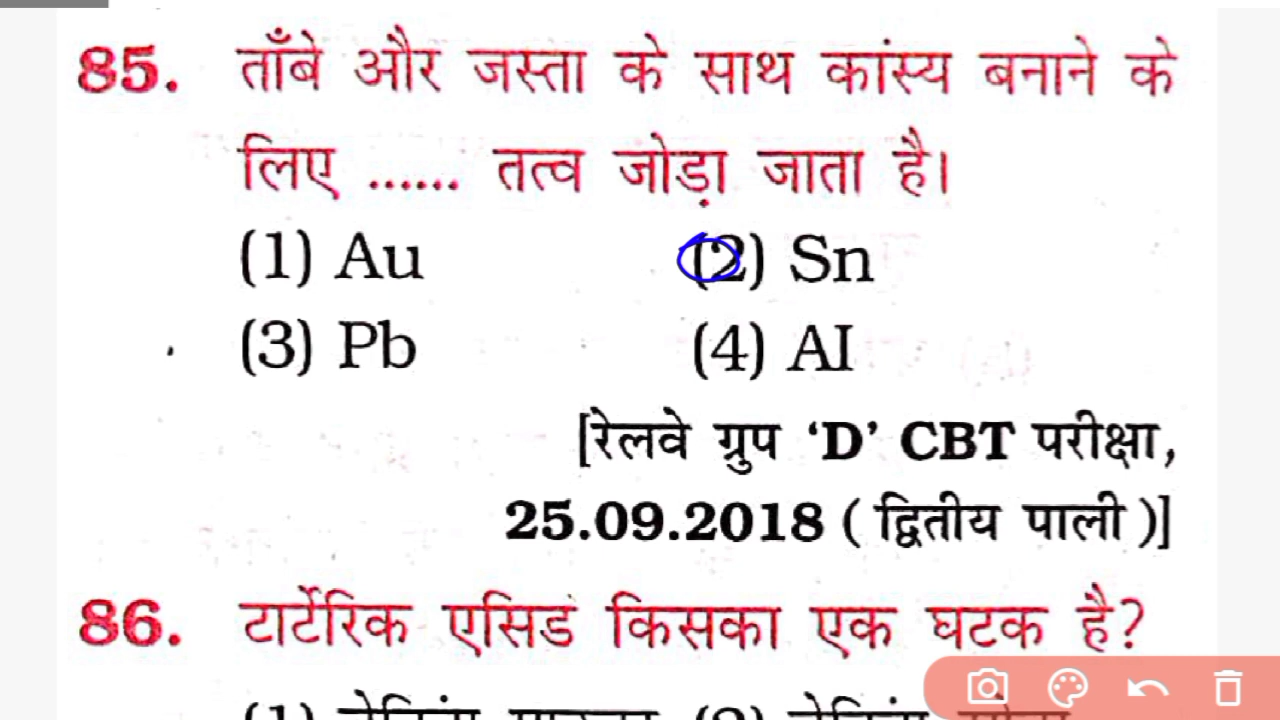 85. ताँबे और जस्ता के साथ कांस्य बनाने के
लिए ...... तत्व जोड़ा जाता है।
(1) Au (2) Sn
(3) Pb (4) AI
[रेलवे ग्रुप ‘D’ CBT परीक्षा,
25.09.2018 ( द्वितीय पाली )]
86. टार्टेरिक एसिड किसका एक घटक है?